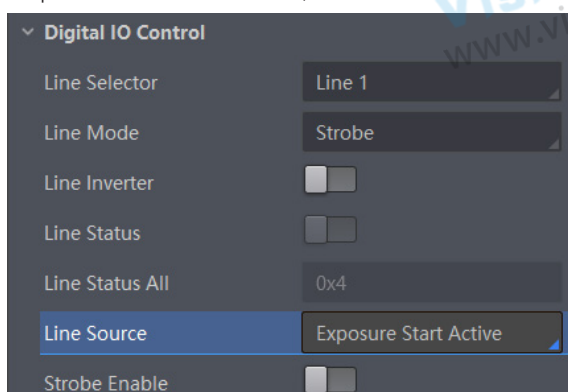 Digital IO Control
Line Selector Line 1
Line Mode Strobe
Line Inverter
Line Status
Line Status All 0x4
Line Source Exposure Start Active
Strobe Enable